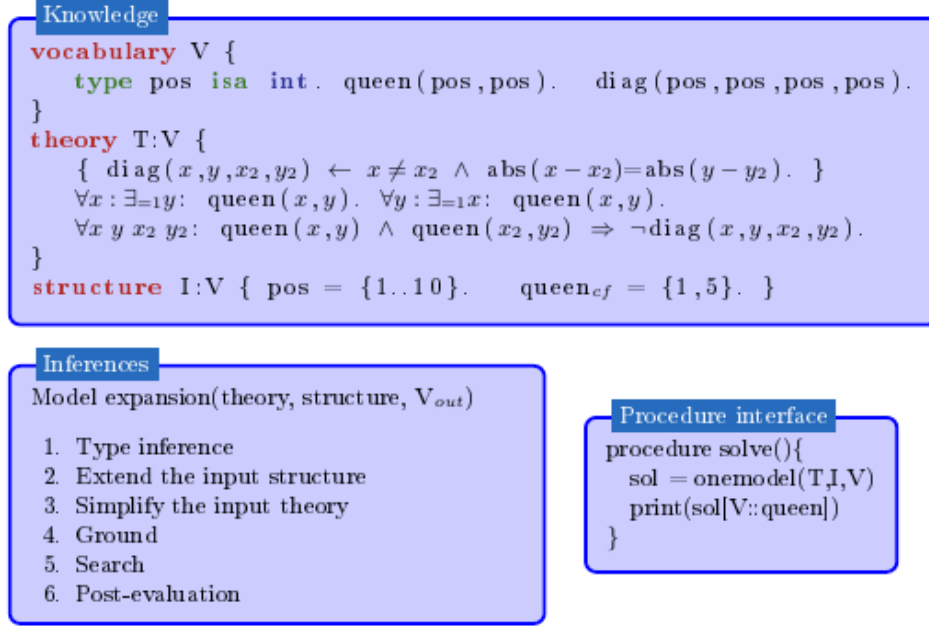 Knowledge
vocabulary V {
type pos isa int. queen(pos,pos). diag(pos,pos,pos,pos).
}
theory T:V {
{ diag(x,y,x₂,y₂) ← x ≠ x₂ ∧ abs(x − x₂)=abs(y − y₂). }
∀x : ∃₌₁y: queen(x,y). ∀y : ∃₌₁x: queen(x,y).
∀x y x₂ y₂: queen(x,y) ∧ queen(x₂,y₂) ⇒ ¬diag(x,y,x₂,y₂).
}
structure I:V { pos = {1..10}. queen_cf = {1,5}. }
Inferences
Model expansion(theory, structure, V_out)
1. Type inference
2. Extend the input structure
3. Simplify the input theory
4. Ground
5. Search
6. Post-evaluation
Procedure interface
procedure solve(){
sol = onemodel(T,I,V)
print(sol[V::queen])
}